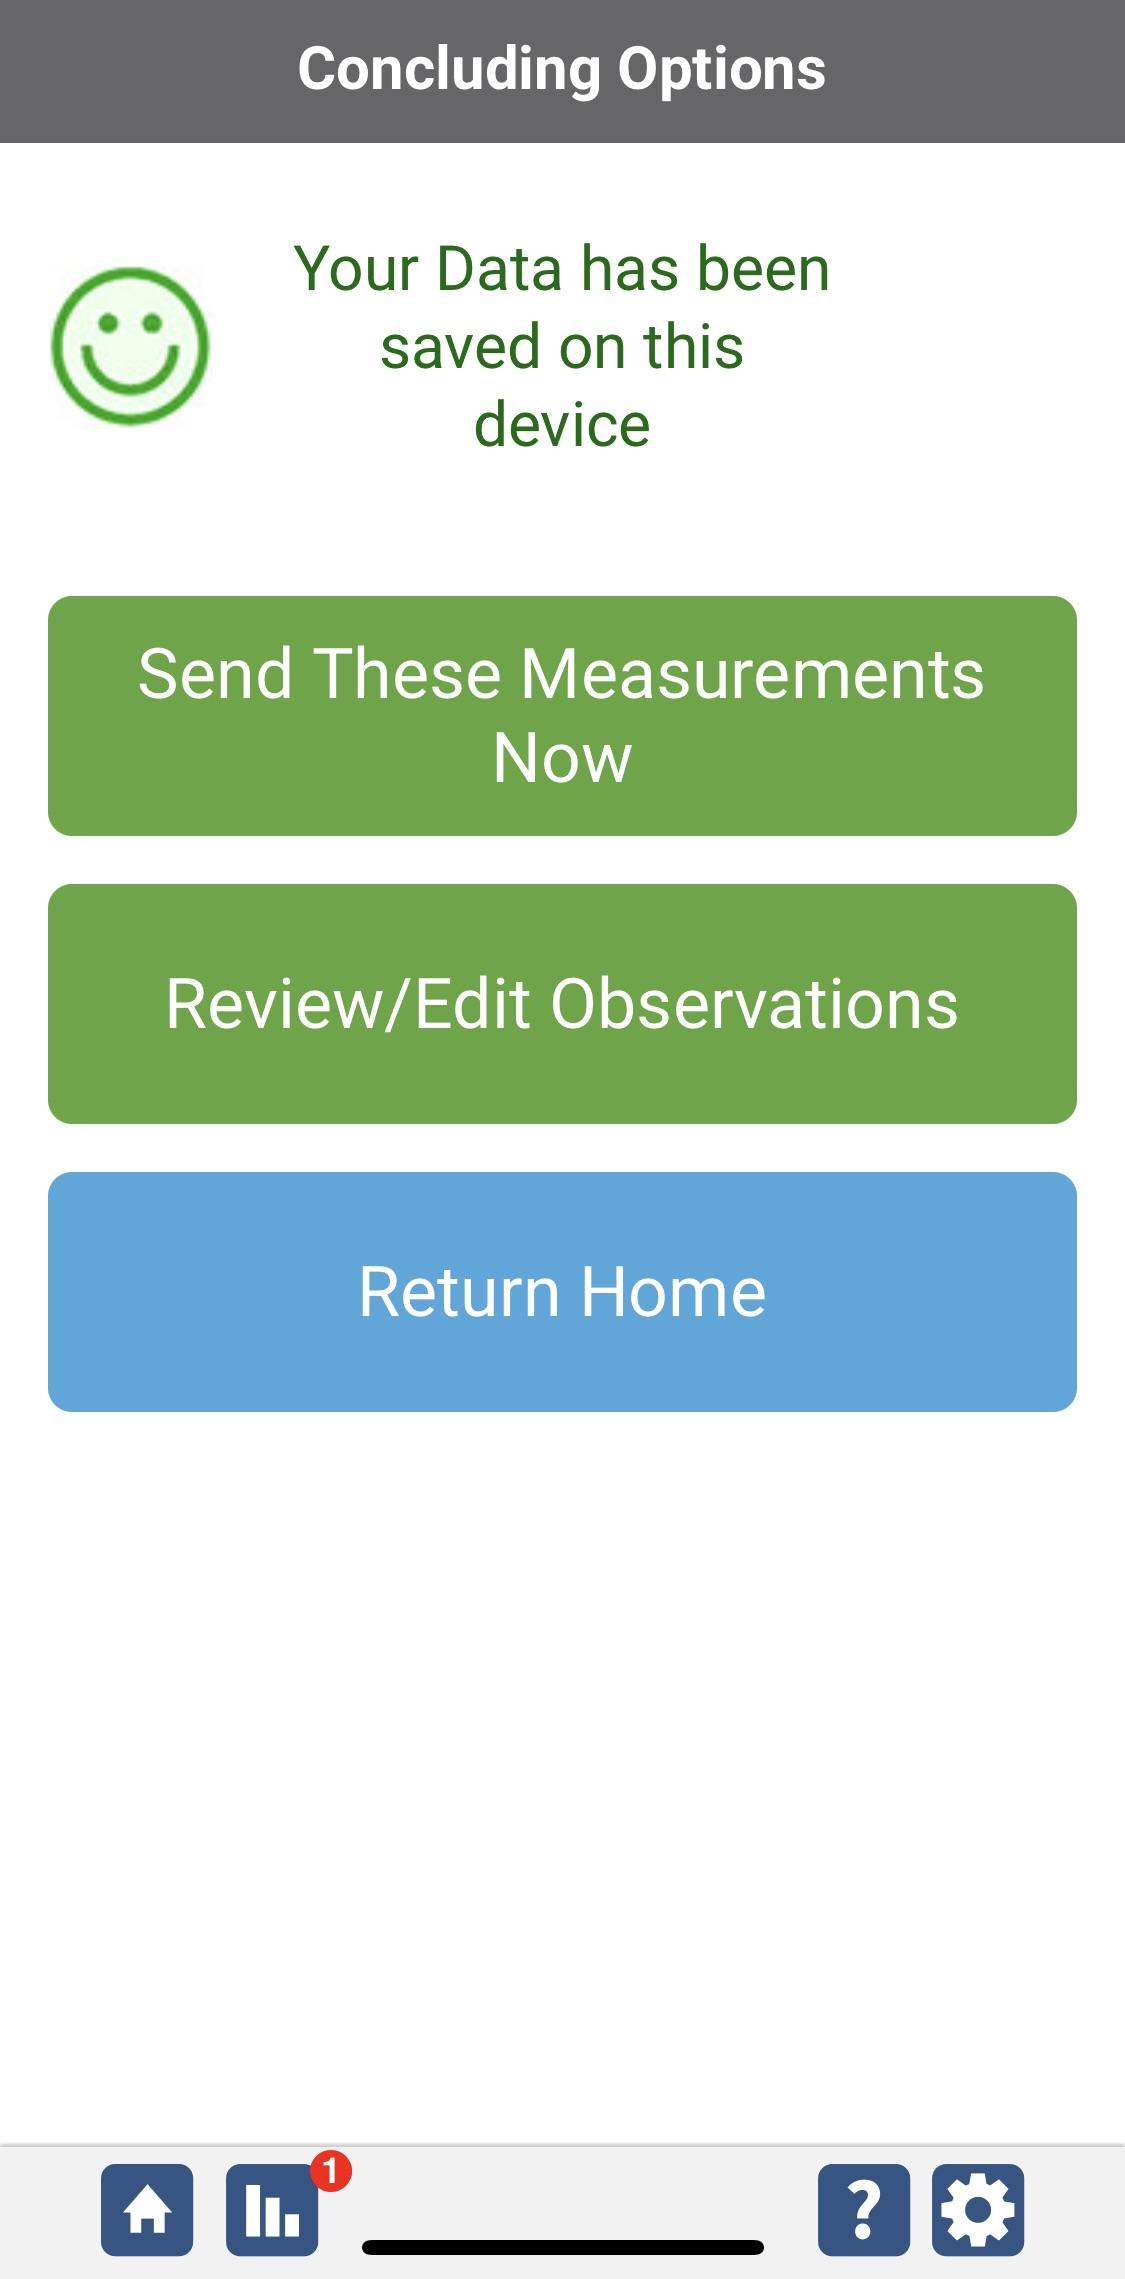 Concluding Options
Your Data has been
saved on this
device
Send These Measurements
Now
Review/Edit Observations
Return Home
1
?